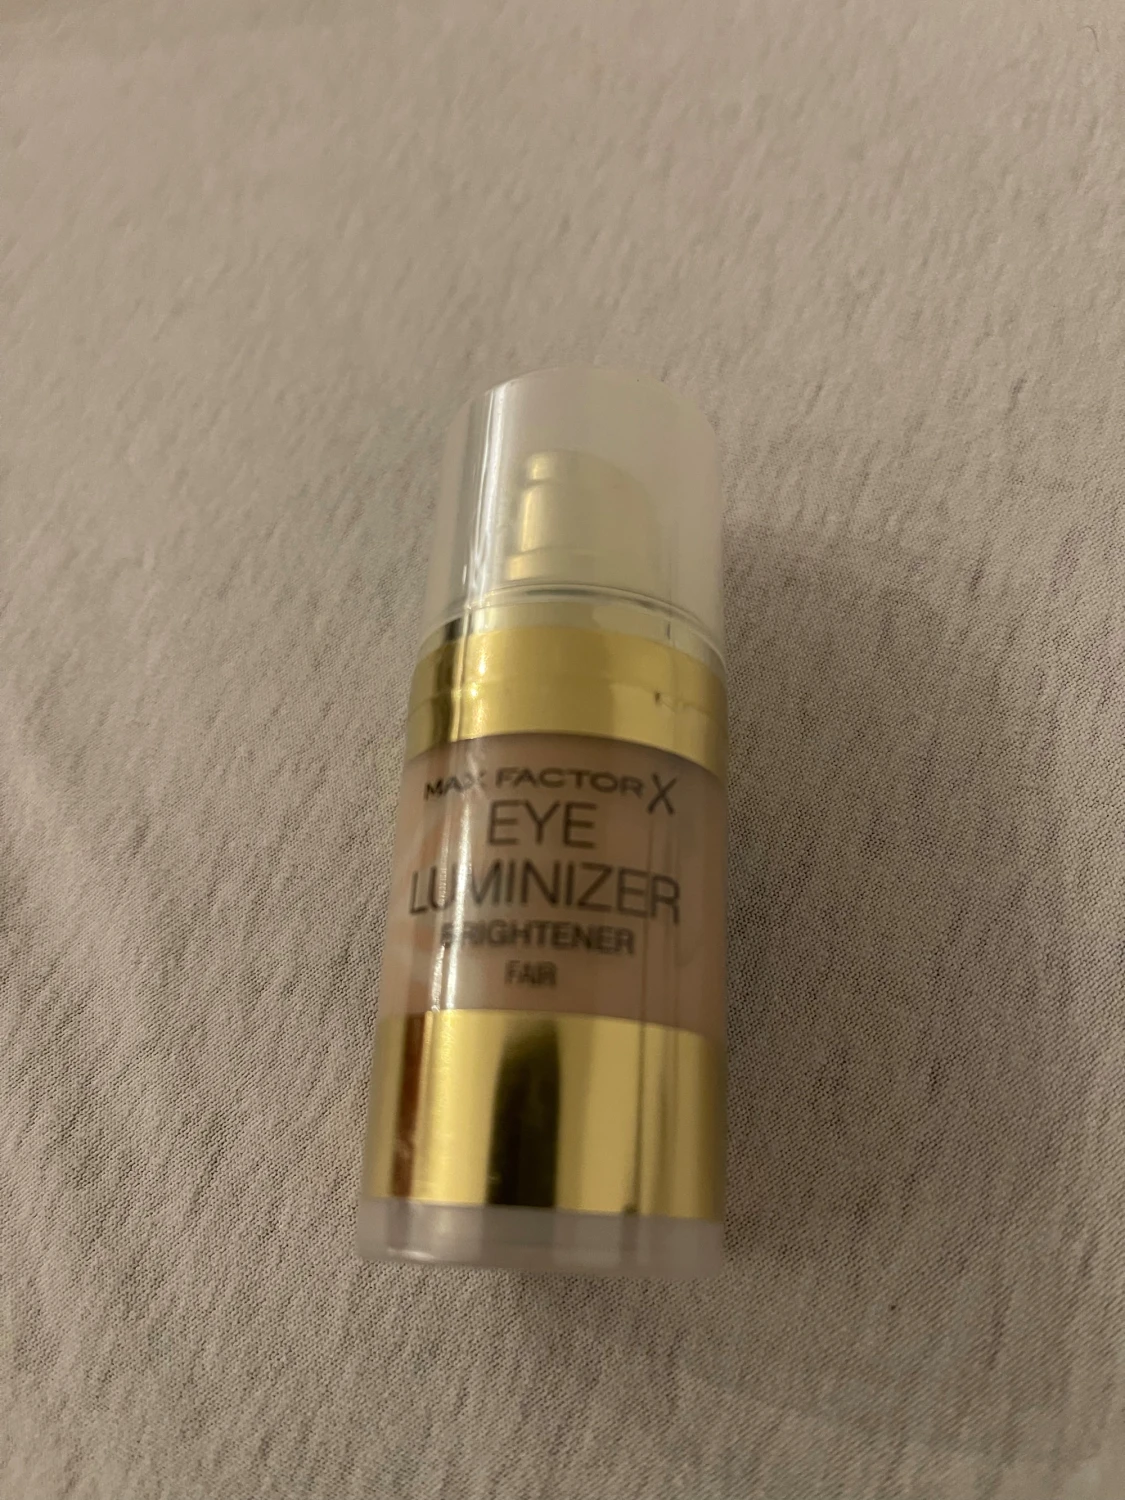 MAX FACTOR X
EYE
LUMINIZER
BRIGHTENER
FAIR